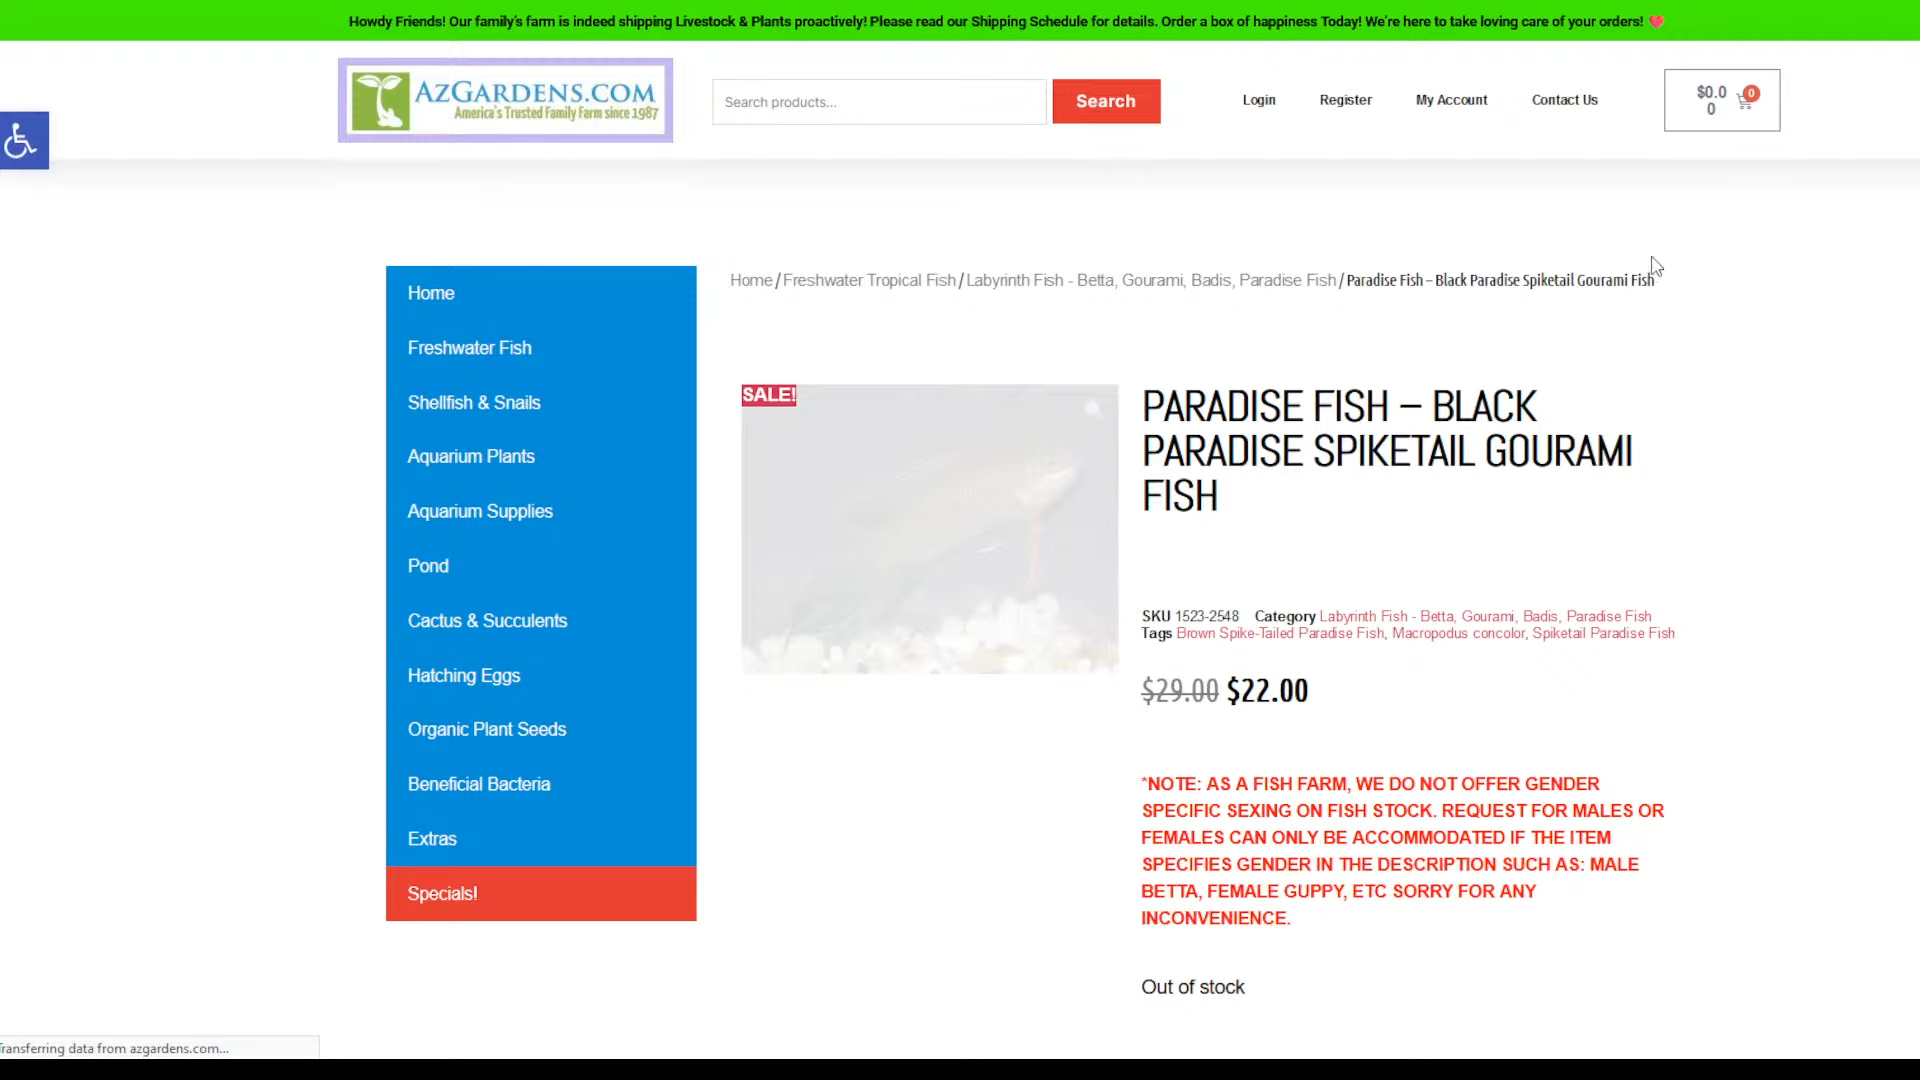 Howdy Friends! Our family's farm is indeed shipping Livestock & Plants proactively! Please read our Shipping Schedule for details. Order a box of happiness Today! We're here to take loving care of your orders!
AZGARDENS.COM
America's Trusted Family Farm since 1987
Search products...
Search
Login
Register
My Account
Contact Us
$0.0
0
0
Home
Freshwater Fish
Shellfish & Snails
Aquarium Plants
Aquarium Supplies
Pond
Cactus & Succulents
Hatching Eggs
Organic Plant Seeds
Beneficial Bacteria
Extras
Specials!
Home / Freshwater Tropical Fish / Labyrinth Fish - Betta, Gourami, Badis, Paradise Fish / Paradise Fish – Black Paradise Spiketail Gourami Fish
SALE!
PARADISE FISH – BLACK
PARADISE SPIKETAIL GOURAMI
FISH
SKU 1523-2548 Category Labyrinth Fish - Betta, Gourami, Badis, Paradise Fish
Tags Brown Spike-Tailed Paradise Fish, Macropodus concolor, Spiketail Paradise Fish
$29.00 $22.00
*NOTE: AS A FISH FARM, WE DO NOT OFFER GENDER
SPECIFIC SEXING ON FISH STOCK. REQUEST FOR MALES OR
FEMALES CAN ONLY BE ACCOMMODATED IF THE ITEM
SPECIFIES GENDER IN THE DESCRIPTION SUCH AS: MALE
BETTA, FEMALE GUPPY, ETC SORRY FOR ANY
INCONVENIENCE.
Out of stock
Transferring data from azgardens.com...